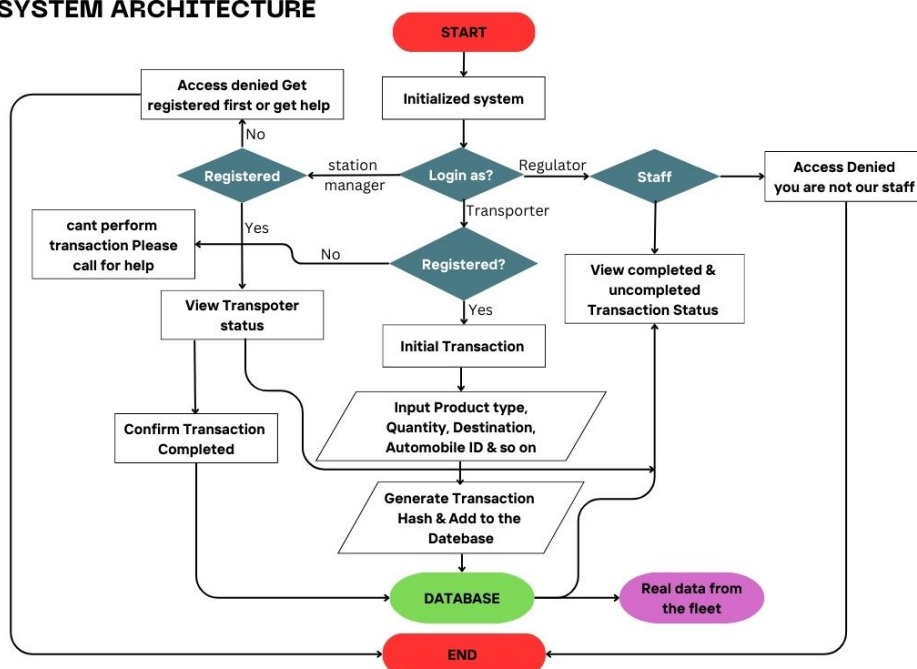 SYSTEM ARCHITECTURE
START
Access denied Get
registered first or get help
Initialized system
No
Registered
station
manager
Login as?
Regulator
Staff
Access Denied
you are not our staff
Transporter
cant perform
transaction Please
call for help
Yes
No
Registered?
View completed &
uncompleted
Transaction Status
View Transpoter
status
Yes
Initial Transaction
Input Product type,
Quantity, Destination,
Automobile ID & so on
Confirm Transaction
Completed
Generate Transaction
Hash & Add to the
Datebase
DATABASE
Real data from
the fleet
END